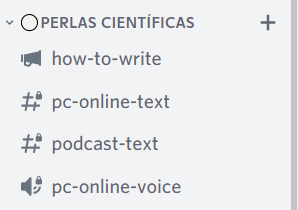 PERLAS CIENTÍFICAS
how-to-write
pc-online-text
podcast-text
pc-online-voice